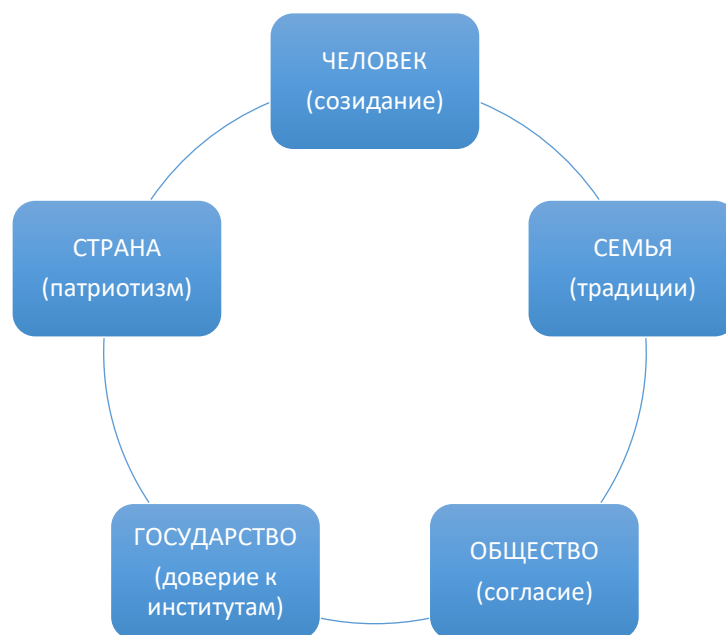 ЧЕЛОВЕК
(созидание)
СЕМЬЯ
(традиции)
ОБЩЕСТВО
(согласие)
ГОСУДАРСТВО
(доверие к
институтам)
СТРАНА
(патриотизм)